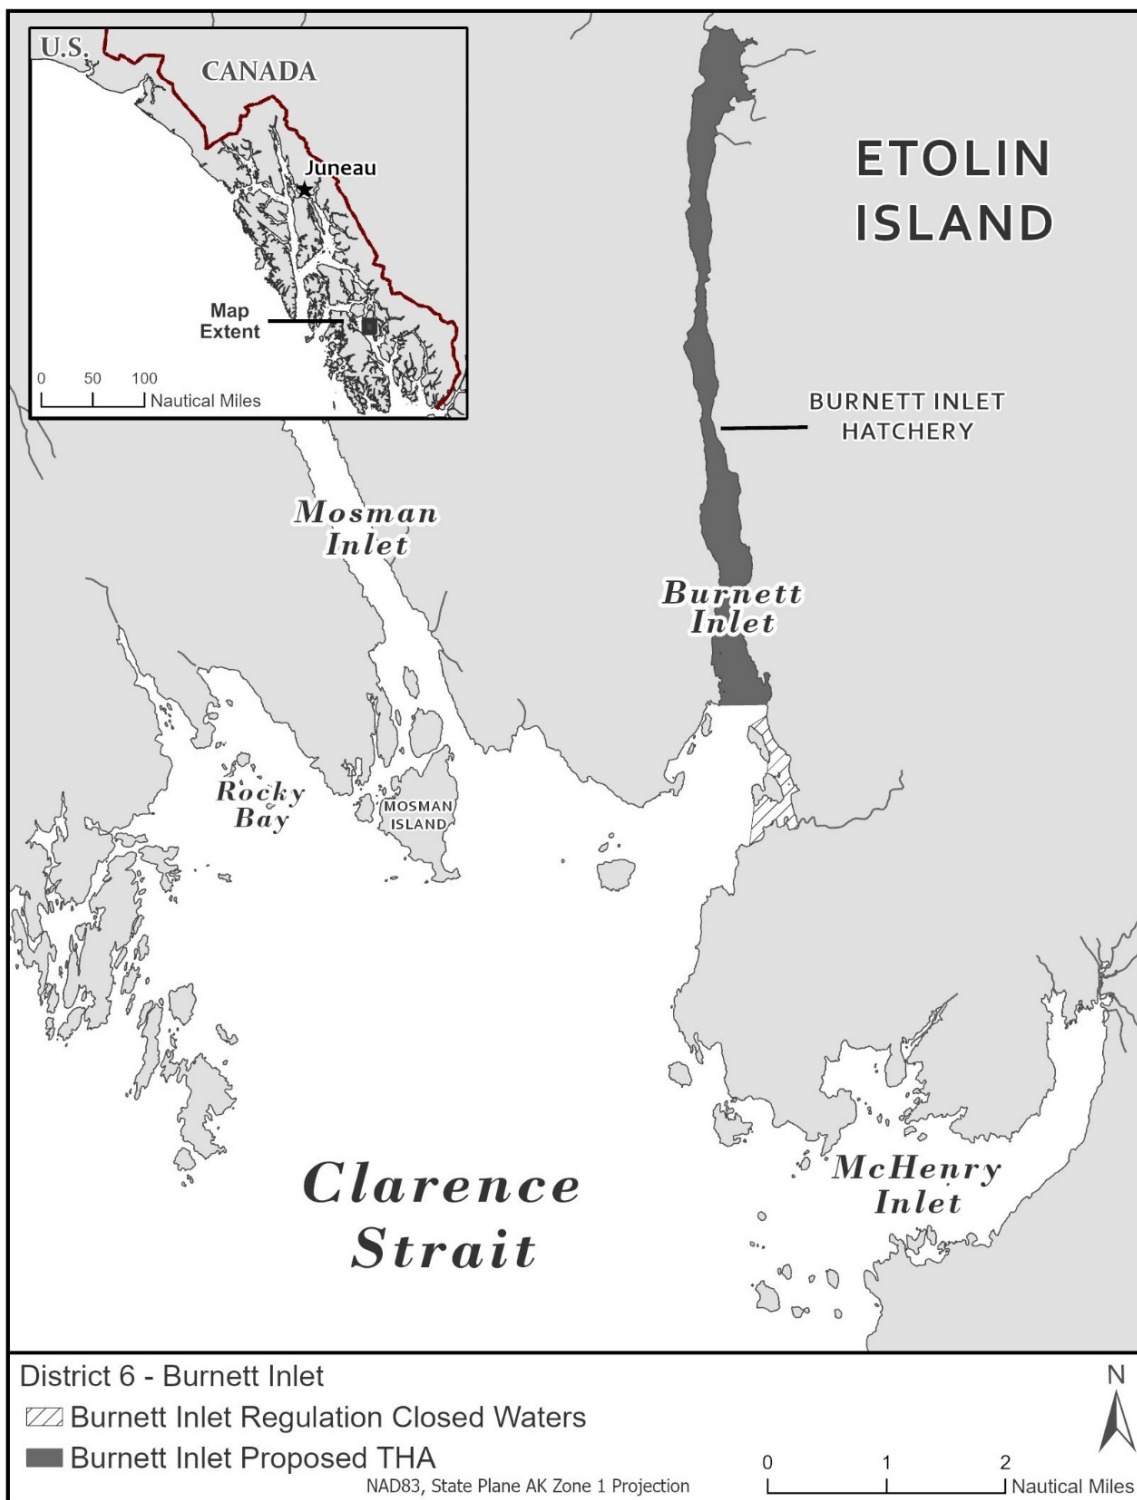 U.S.
CANADA
Juneau
Map
Extent
0 50 100
Nautical Miles
ETOLIN
ISLAND
BURNETT INLET
HATCHERY
Mosman
Inlet
Burnett
Inlet
Rocky
Bay
MOSMAN
ISLAND
McHenry
Inlet
Clarence
Strait
District 6 - Burnett Inlet
Burnett Inlet Regulation Closed Waters
Burnett Inlet Proposed THA
NAD83, State Plane AK Zone 1 Projection
0 1 2
Nautical Miles
N